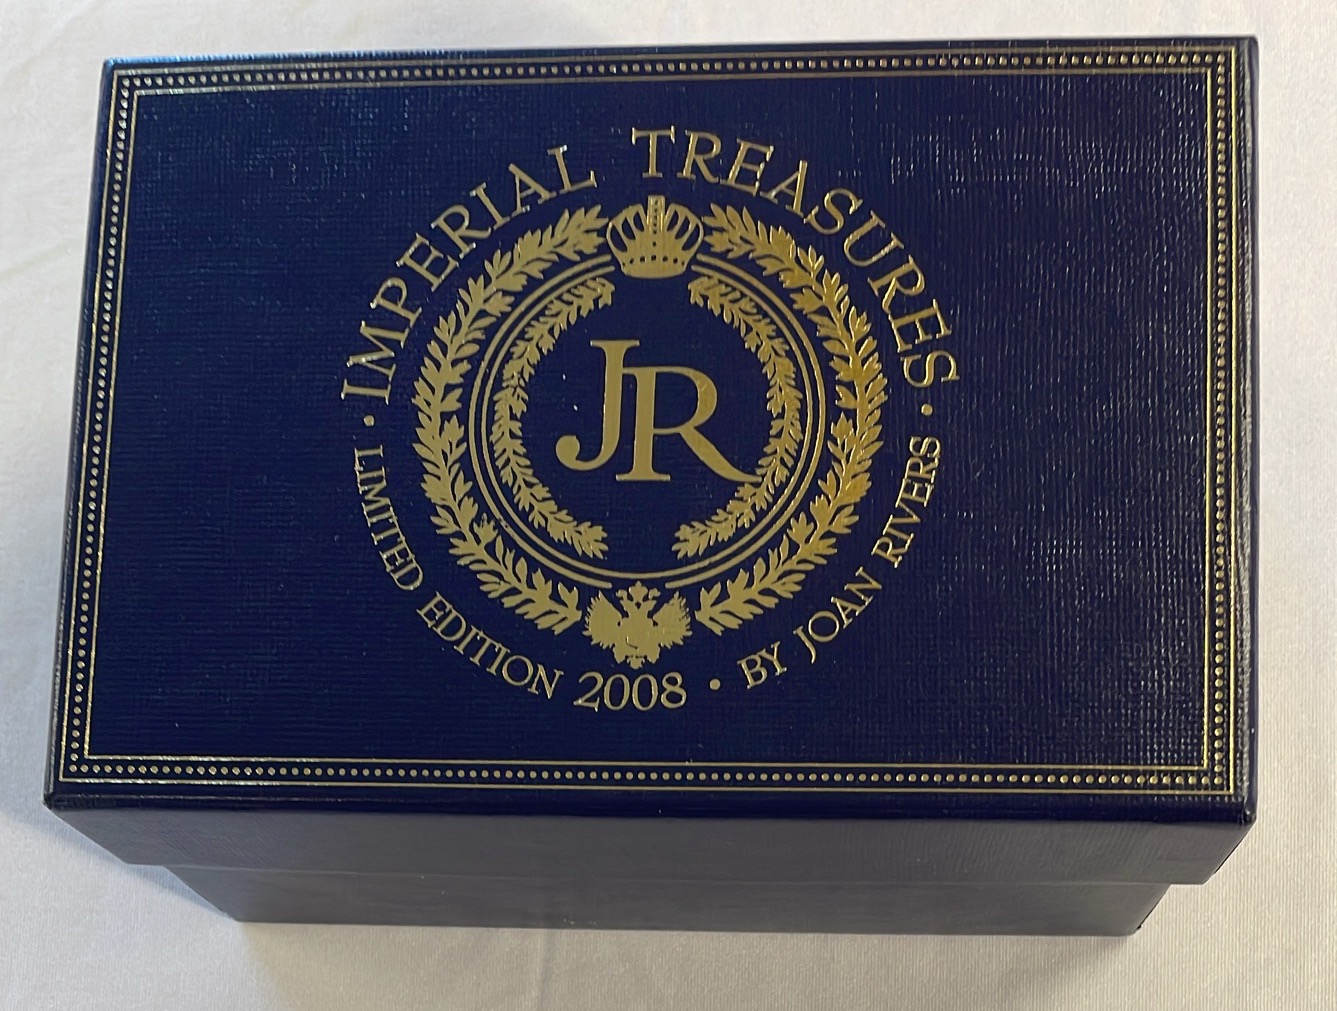 IMPERIAL TREASURES
JR
· LIMITED EDITION 2008 · BY JOAN RIVERS ·